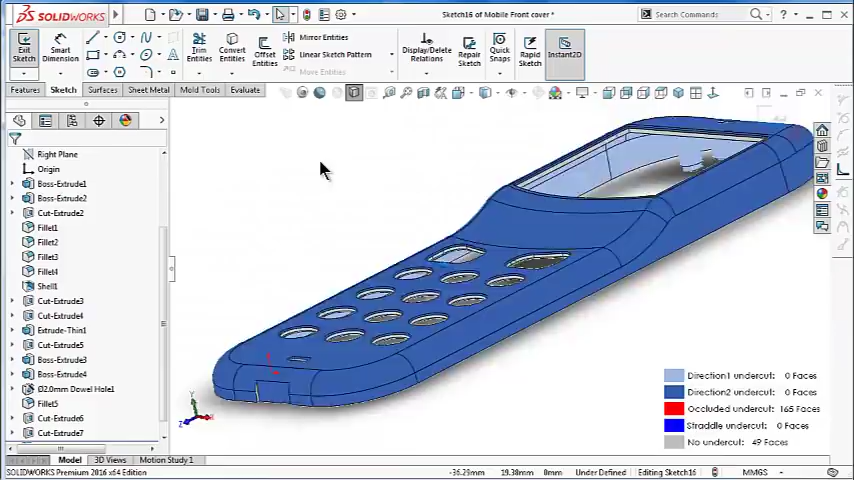 SOLIDWORKS
Sketch16 of Mobile Front cover *
Search Commands
Exit Sketch
Smart Dimension
Trim Entities
Convert Entities
Offset Entities
Mirror Entities
Linear Sketch Pattern
Move Entities
Display/Delete Relations
Repair Sketch
Quick Snaps
Rapid Sketch
Instant2D
Features
Sketch
Surfaces
Sheet Metal
Mold Tools
Evaluate
Right Plane
Origin
Boss-Extrude1
Boss-Extrude2
Cut-Extrude2
Fillet1
Fillet2
Fillet3
Fillet4
Shell1
Cut-Extrude3
Cut-Extrude4
Extrude-Thin1
Cut-Extrude5
Boss-Extrude3
Boss-Extrude4
Ø2.0mm Dowel Hole1
Fillet5
Cut-Extrude6
Cut-Extrude7
Y
Z
Direction1 undercut: 0 Faces
Direction2 undercut: 0 Faces
Occluded undercut: 165 Faces
Straddle undercut: 0 Faces
No undercut: 49 Faces
Model
3D Views
Motion Study 1
SOLIDWORKS Premium 2016 x64 Edition
-36.29mm
19.38mm
0mm
Under Defined
Editing Sketch16
MMGS